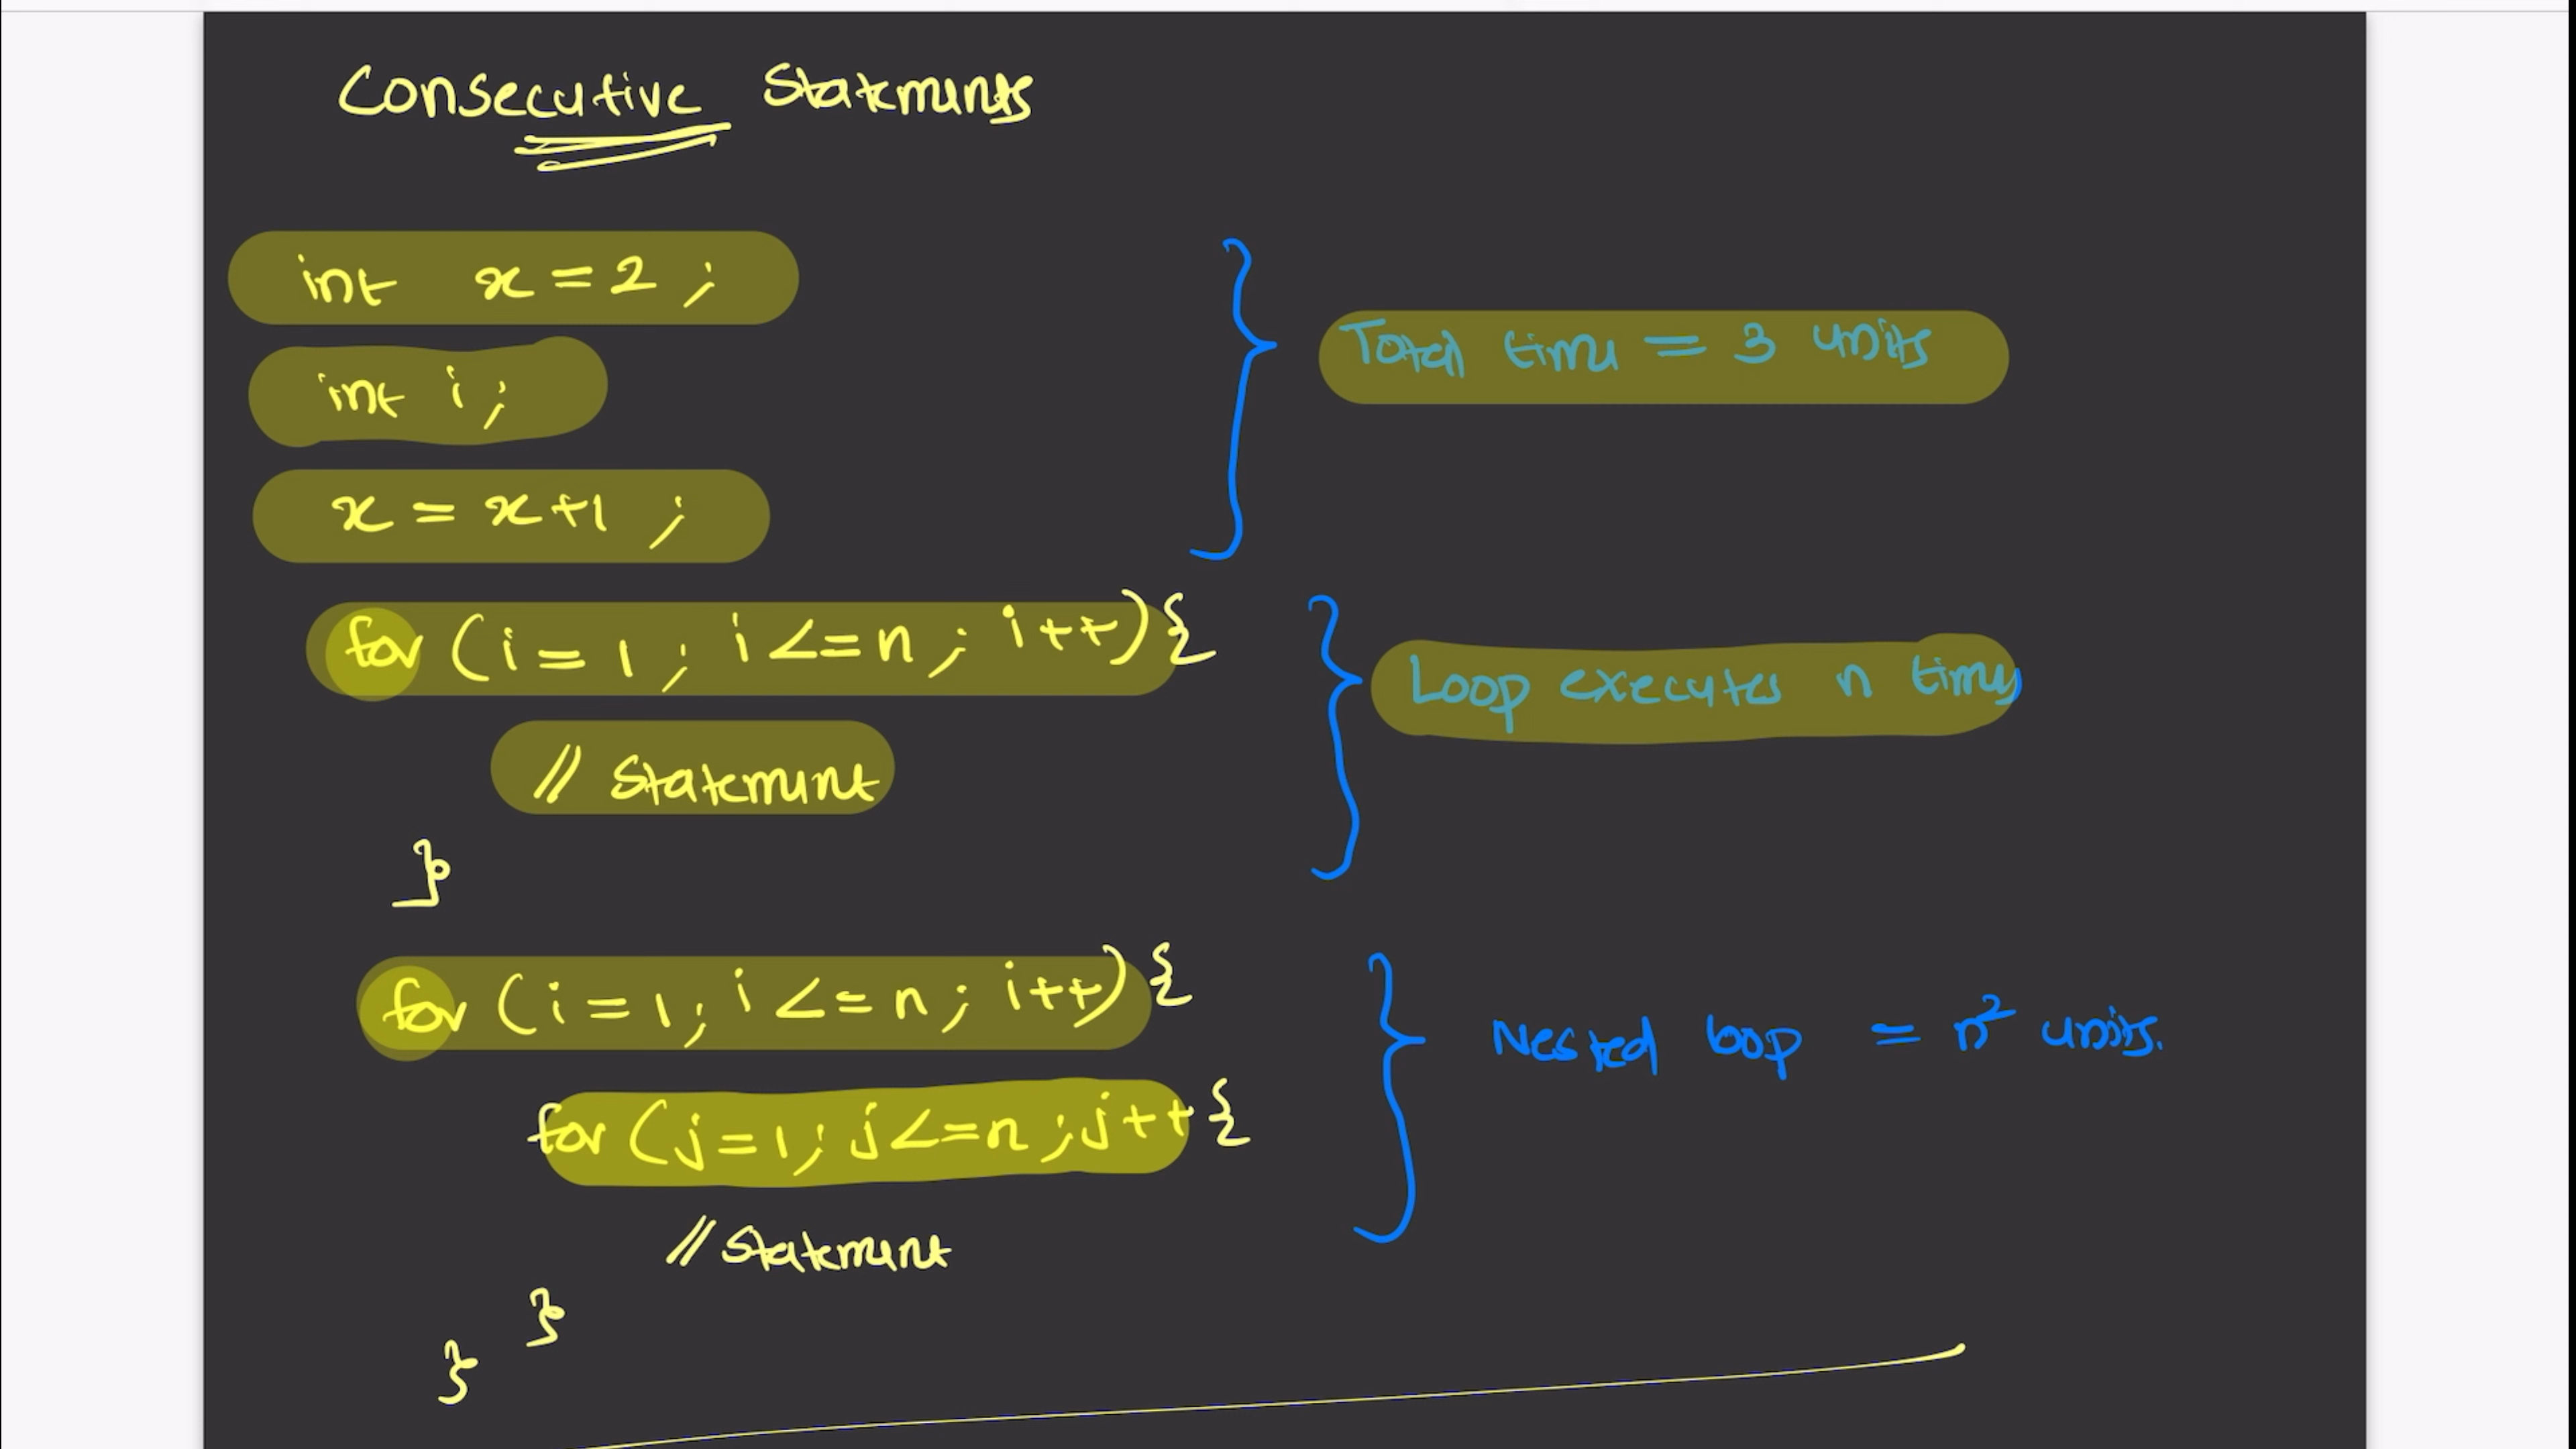 Consecutive Statements
int x = 2 ;
int i ;
x = x+1 ;
Total time = 3 units
for (i = 1 ; i <= n ; i++) {
// Statement
}
Loop executes n times
for (i = 1; i <= n ; i++) {
for (j = 1; j <= n ; j++ {
// Statement
}
}
Nested loop = n² units.